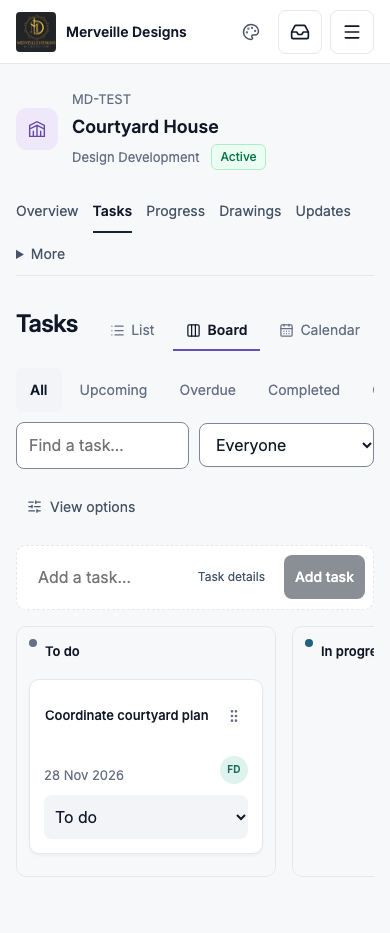 Merveille Designs
MD-TEST
Courtyard House
Design Development Active
Overview Tasks Progress Drawings Updates
More
Tasks List Board Calendar
All Upcoming Overdue Completed
Find a task... Everyone
View options
Add a task... Task details Add task
To do In progre
Coordinate courtyard plan
28 Nov 2026 FD
To do